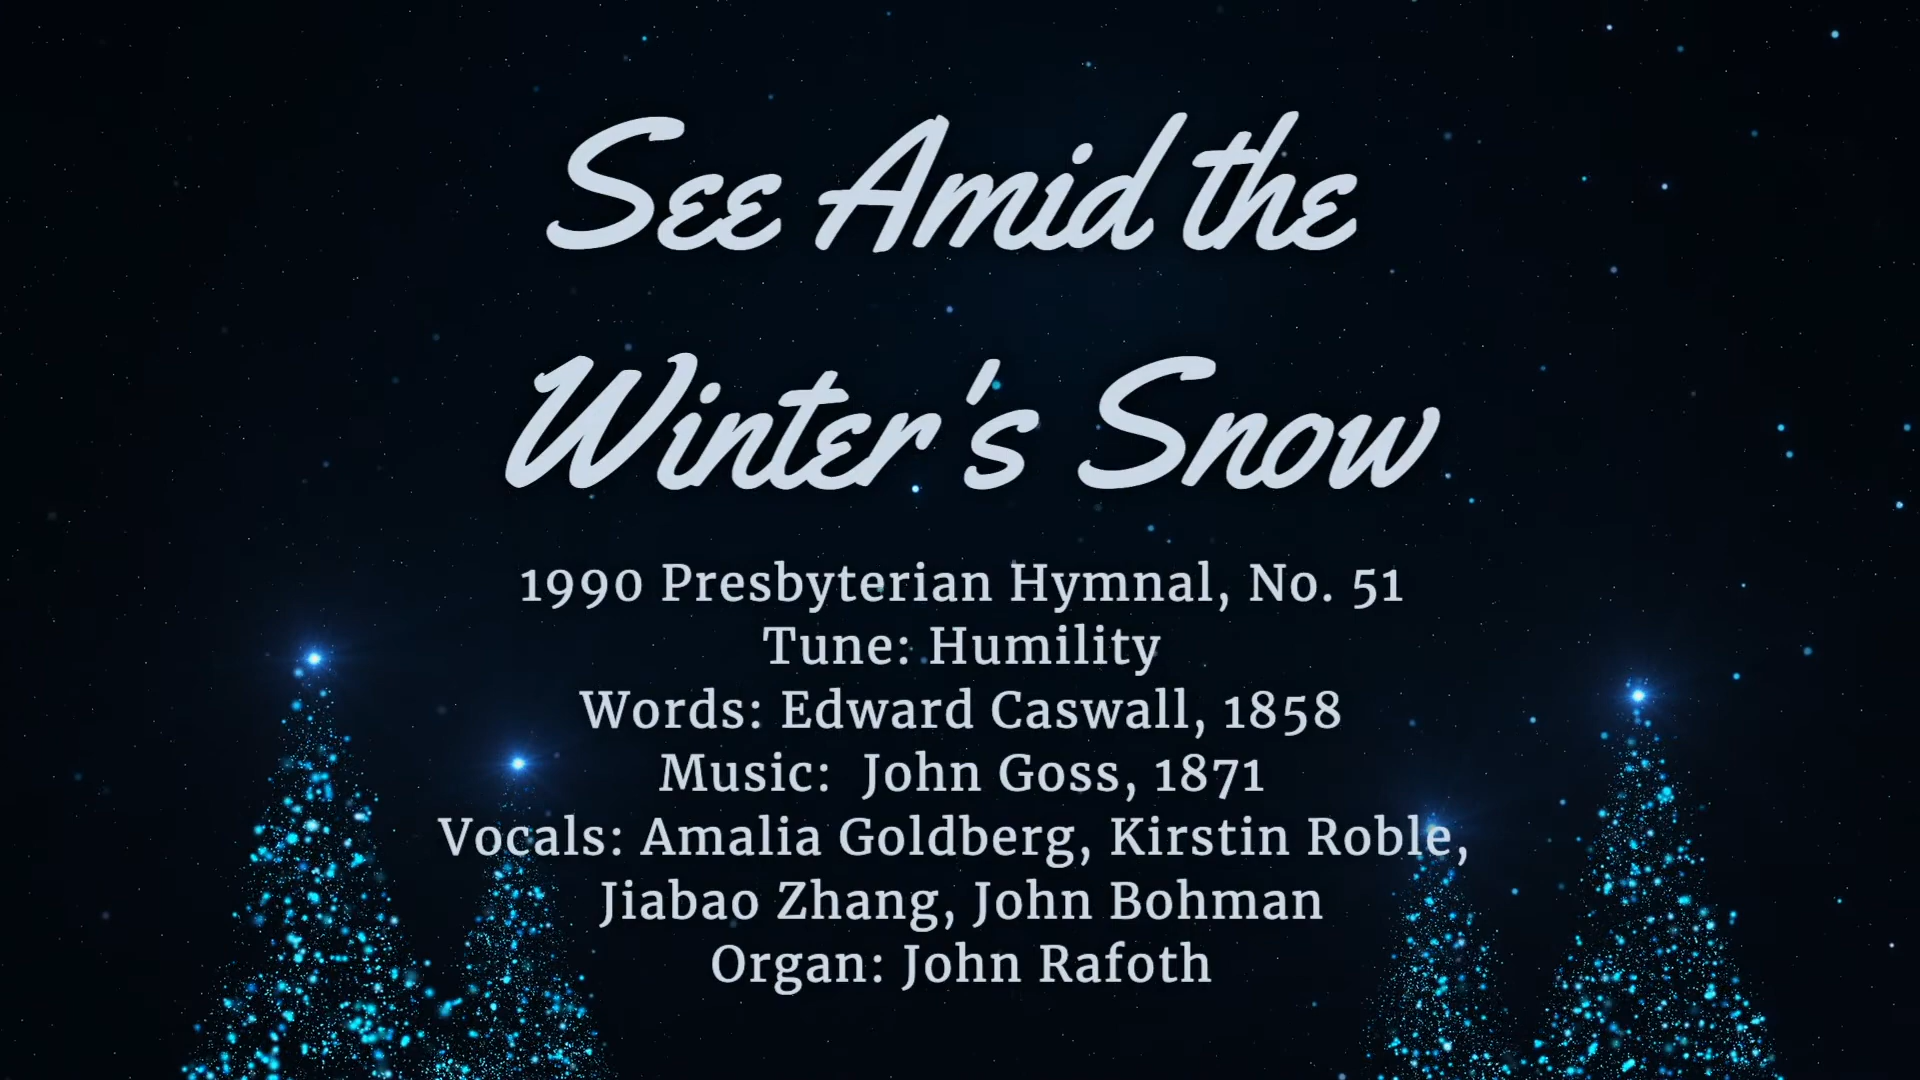 See Amid the
Winter's Snow
1990 Presbyterian Hymnal, No. 51
Tune: Humility
Words: Edward Caswall, 1858
Music:  John Goss, 1871
Vocals: Amalia Goldberg, Kirstin Roble,
Jiabao Zhang, John Bohman
Organ: John Rafoth